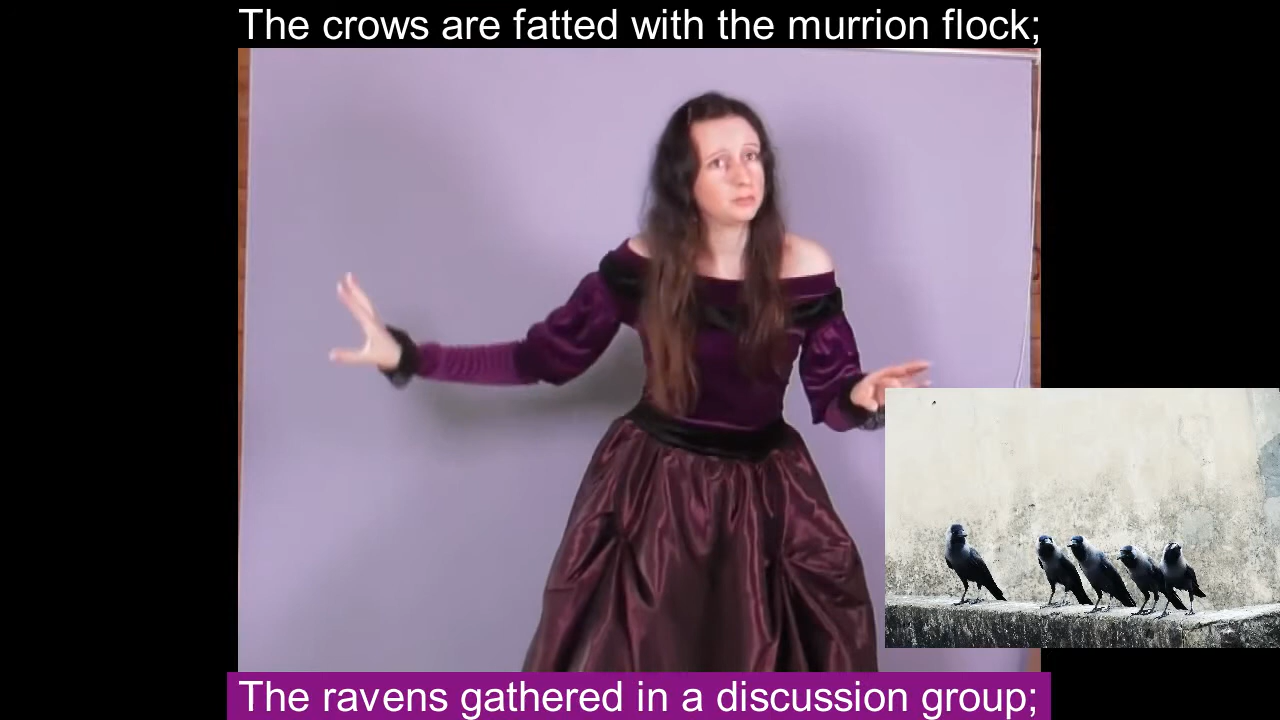 The crows are fatted with the murrion flock;
The ravens gathered in a discussion group;